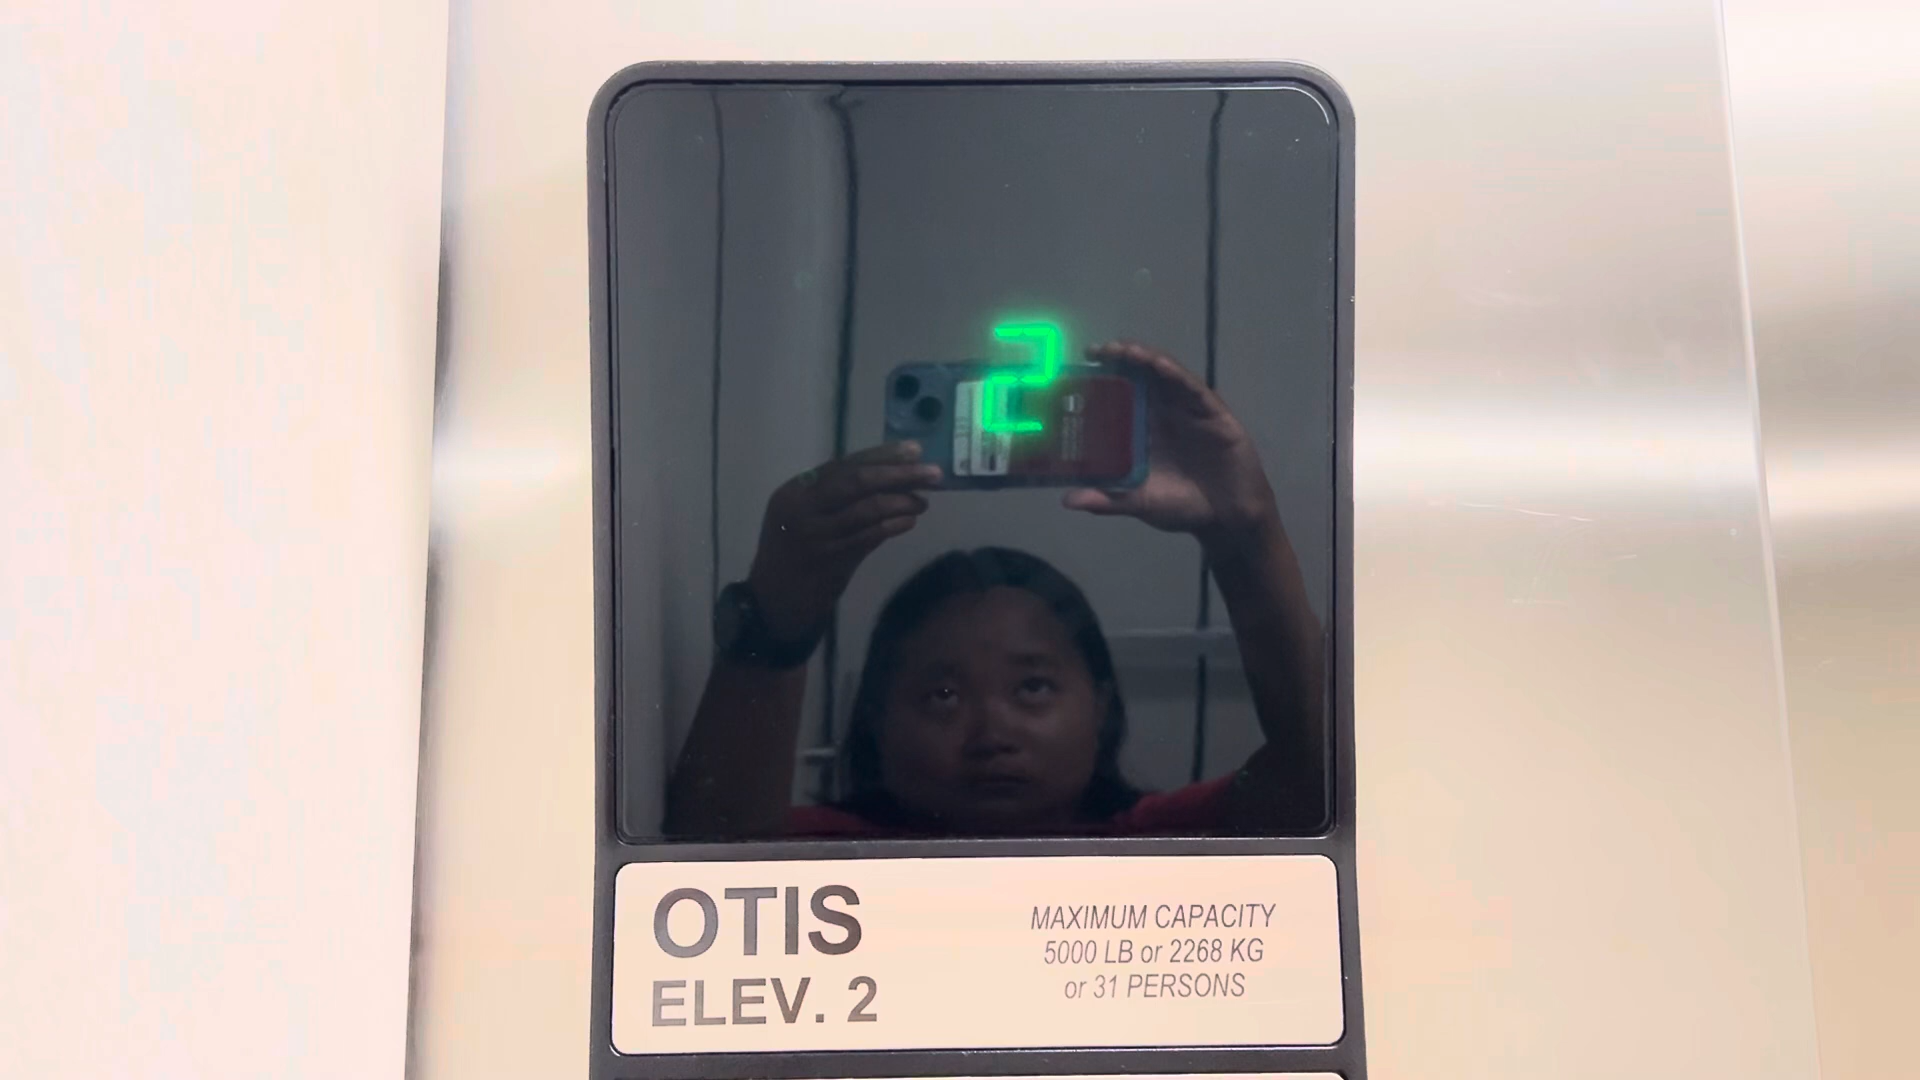 2
OTIS
ELEV. 2
MAXIMUM CAPACITY
5000 LB or 2268 KG
or 31 PERSONS